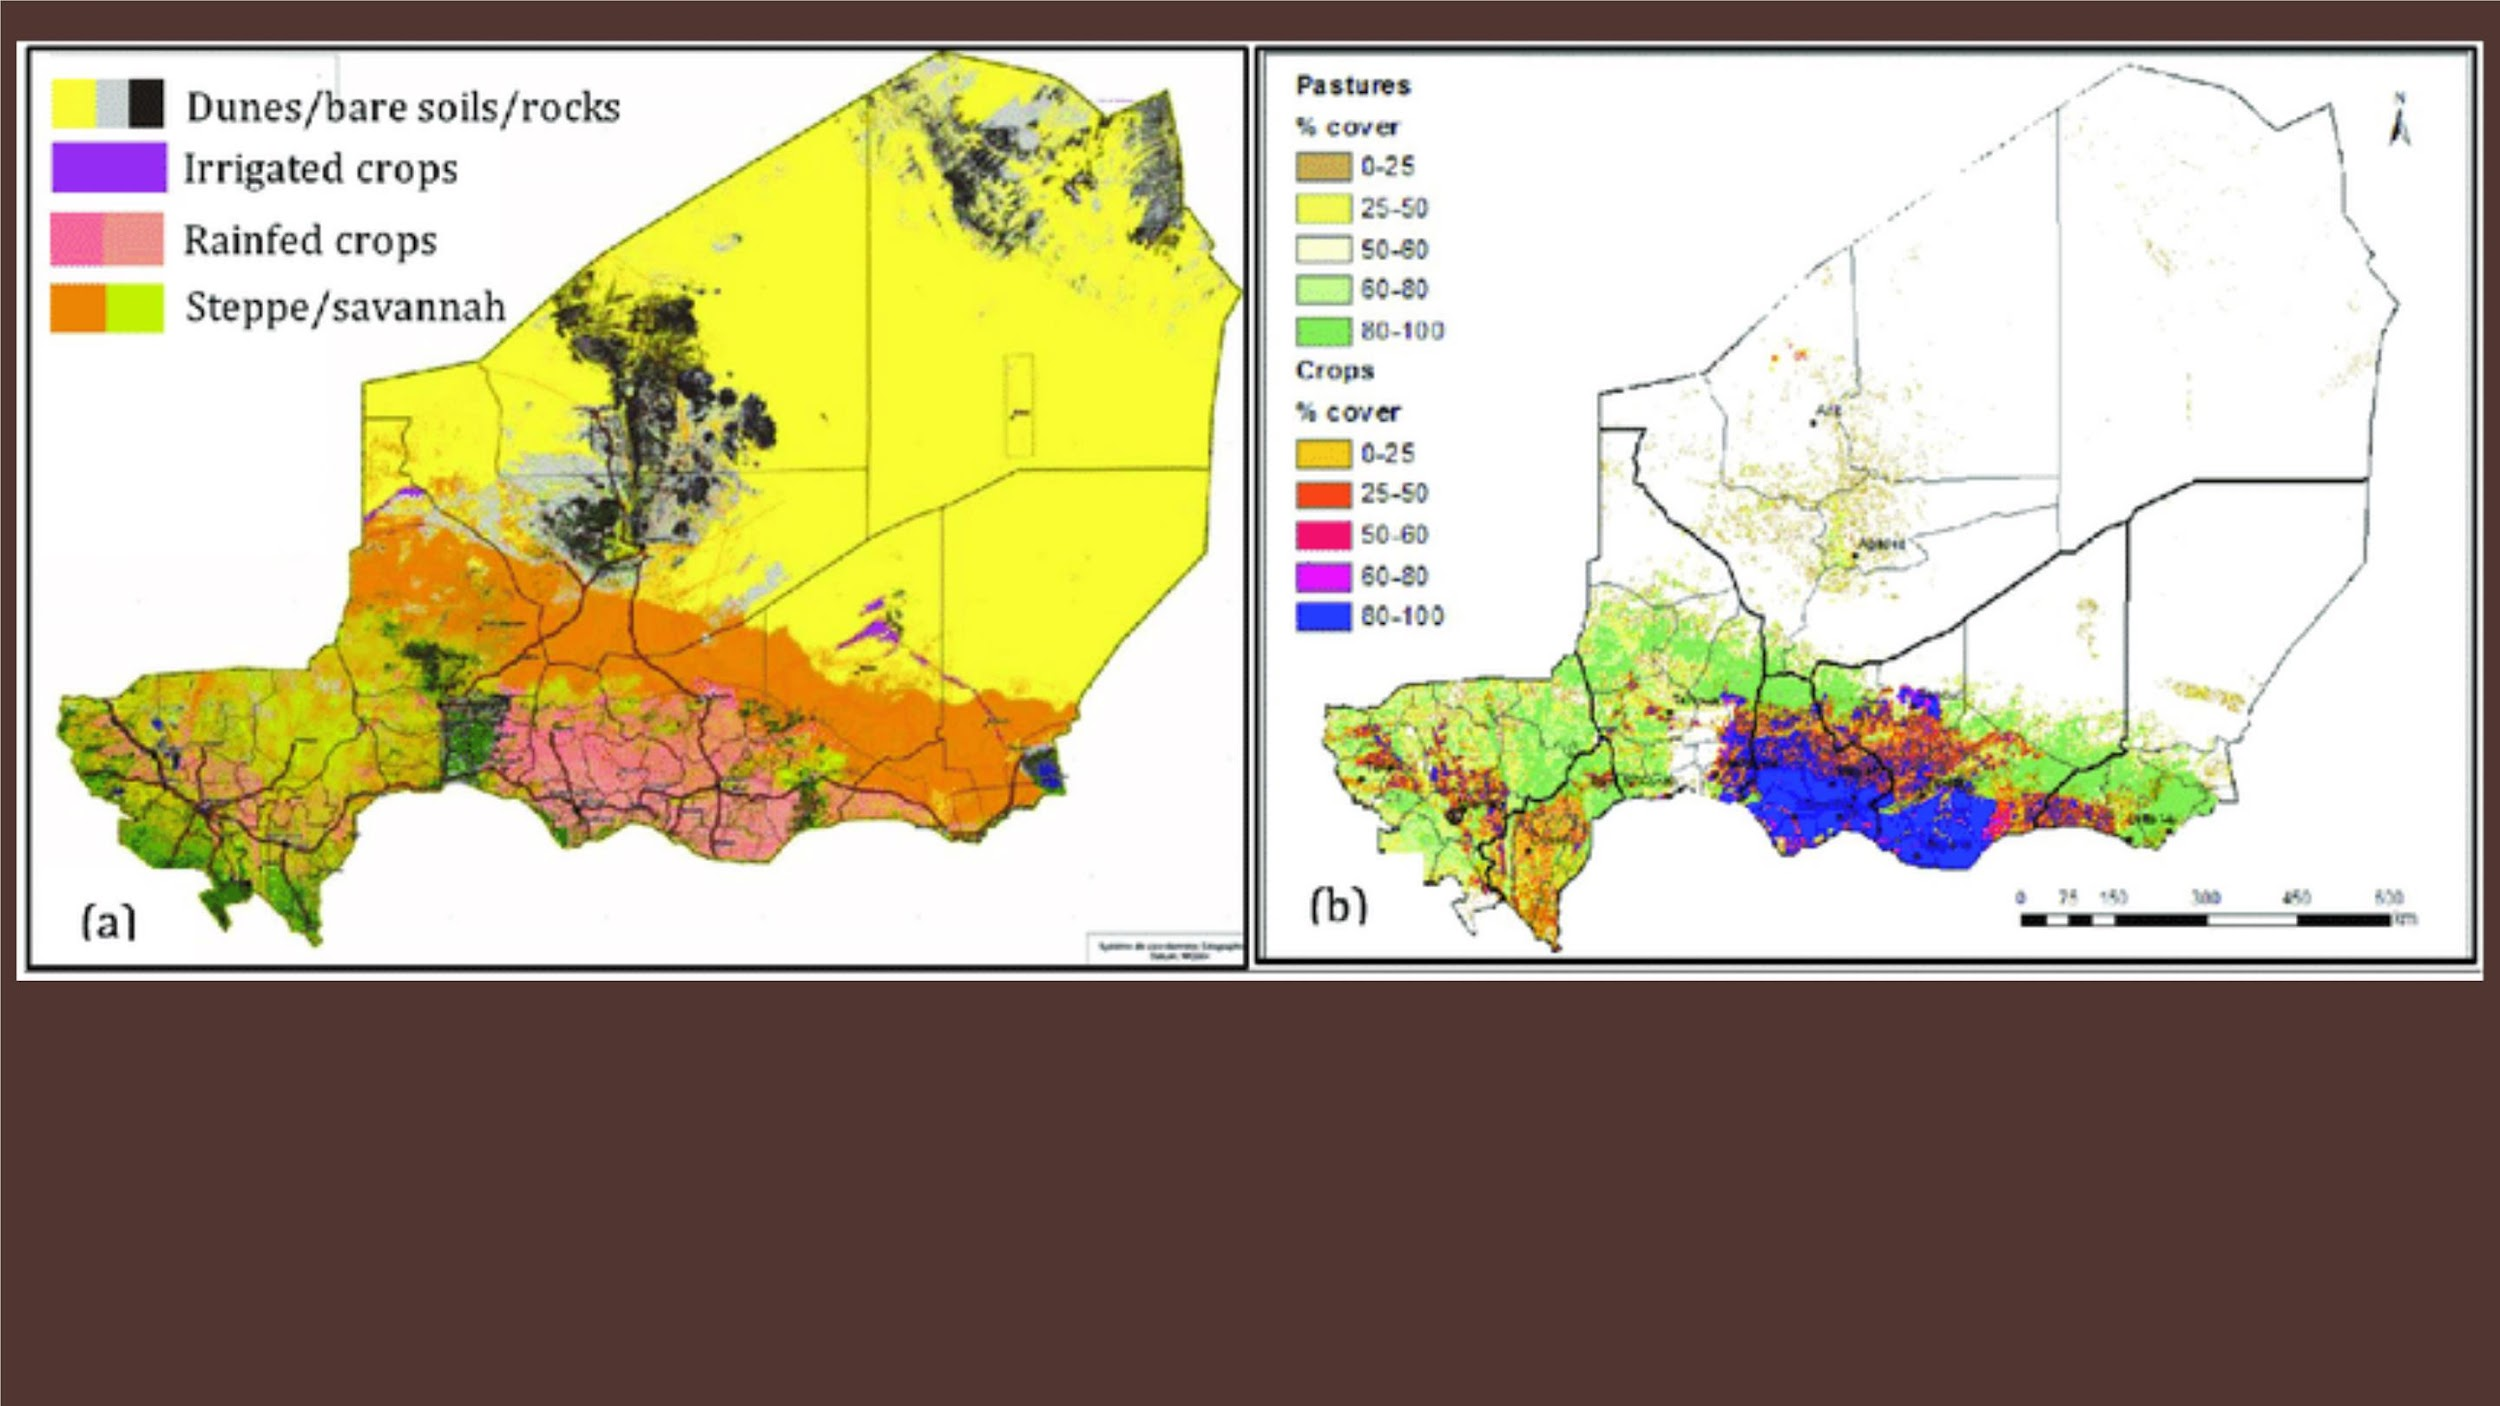 Dunes/bare soils/rocks
Irrigated crops
Rainfed crops
Steppe/savannah
(a)
Pastures
% cover
0-25
25-50
50-60
60-80
80-100
Crops
% cover
0-25
25-50
50-60
60-80
80-100
N
(b)
0 75 150 300 450 600
km